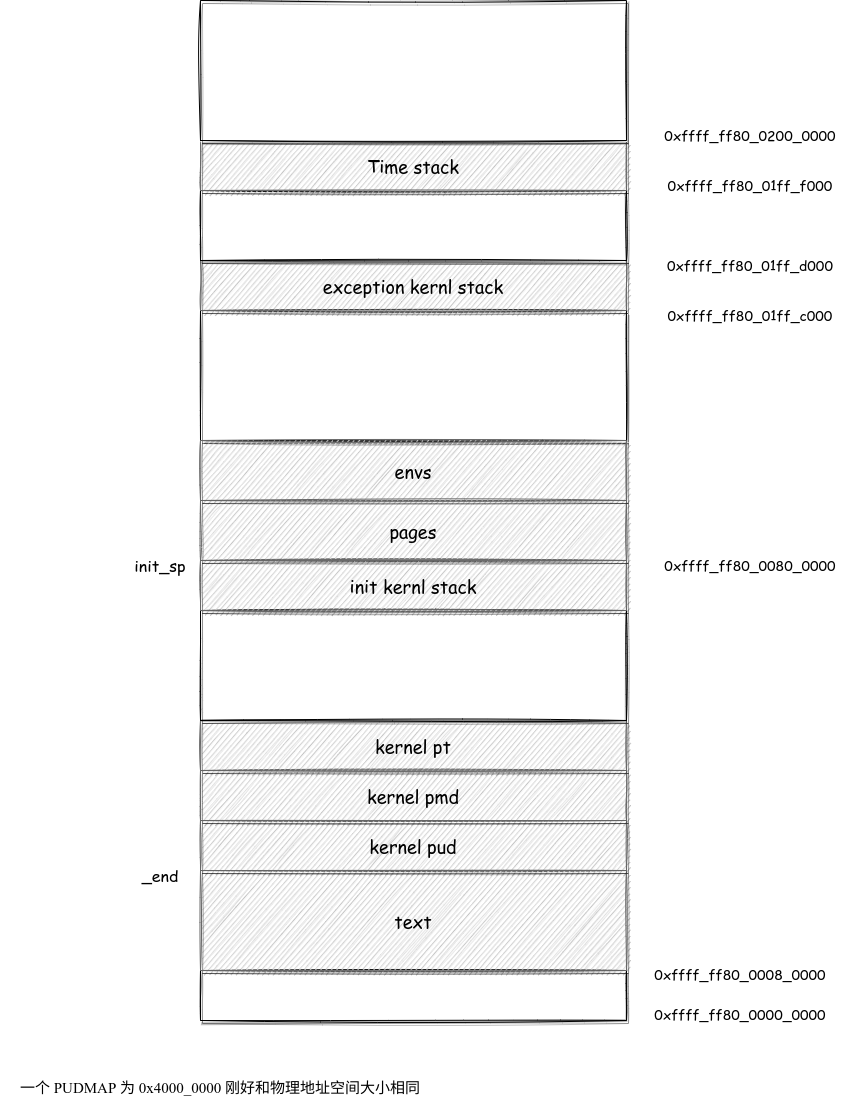 0xffff_ff80_0200_0000
Time stack
0xffff_ff80_01ff_f000
0xffff_ff80_01ff_d000
exception kernl stack
0xffff_ff80_01ff_c000
envs
pages
init_sp
0xffff_ff80_0080_0000
init kernl stack
kernel pt
kernel pmd
kernel pud
_end
text
0xffff_ff80_0008_0000
0xffff_ff80_0000_0000
一个 PUDMAP 为 0x4000_0000 刚好和物理地址空间大小相同